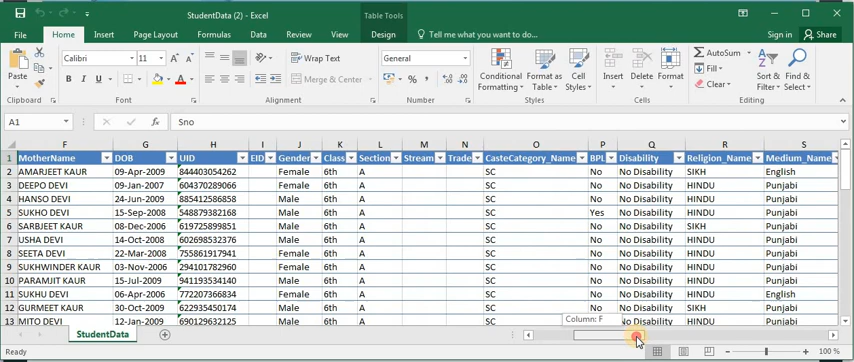 StudentData (2) - Excel
Table Tools
File Home Insert Page Layout Formulas Data Review View Design Tell me what you want to do... Sign in Share
Paste Calibri 11 Wrap Text General Conditional Formatting Format as Table Cell Styles Insert Delete Format AutoSum Fill Clear Sort & Filter Find & Select
B I U Merge & Center
Clipboard Font Alignment Number Styles Cells Editing
A1 fx Sno
F G H I J K L M N O P Q R S
1 MotherName DOB UID EID Gender Class Section Stream Trade CasteCategory_Name BPL Disability Religion_Name Medium_Name
2 AMARJEET KAUR 09-Apr-2009 844403054262 Female 6th A SC No No Disability SIKH English
3 DEEPO DEVI 09-Jan-2007 604370289066 Female 6th A SC No No Disability HINDU Punjabi
4 HANSO DEVI 24-Jun-2009 885412586858 Male 6th A SC No No Disability HINDU Punjabi
5 SUKHO DEVI 15-Sep-2008 548879382168 Male 6th A SC Yes No Disability HINDU Punjabi
6 SARBJEET KAUR 08-Dec-2006 619725899851 Male 6th A SC No No Disability SIKH Punjabi
7 USHA DEVI 14-Oct-2008 602698532376 Male 6th A SC No No Disability HINDU Punjabi
8 SEETA DEVI 22-Mar-2008 755861917941 Female 6th A SC No No Disability HINDU Punjabi
9 SUKHWINDER KAUR 03-Nov-2006 294101782960 Female 6th A SC No No Disability HINDU Punjabi
10 PARAMJIT KAUR 15-Jul-2009 941193534140 Male 6th A SC No No Disability HINDU Punjabi
11 SUKHU DEVI 06-Apr-2006 772207366834 Female 6th A SC No No Disability HINDU English
12 GURMEET KAUR 30-Oct-2009 622935450174 Male 6th A SC No No Disability SIKH Punjabi
13 MITO DEVI 12-Jan-2009 690129632125 Male 6th A SC No Disability HINDU Punjabi
Column: F
StudentData
Ready 100 %